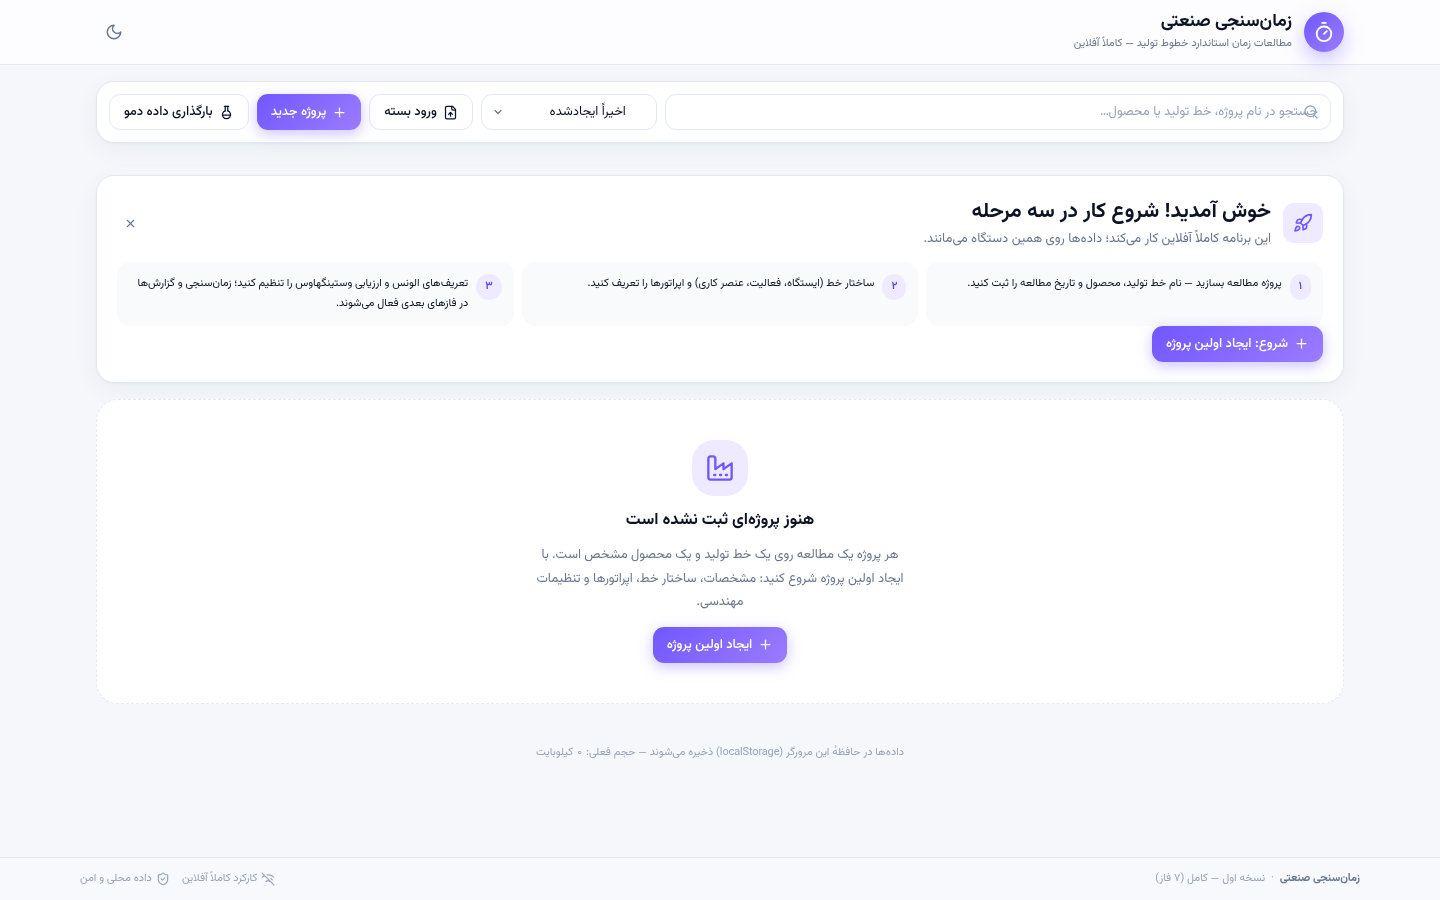 زمان‌سنجی صنعتی
مطالعات زمان استاندارد خطوط تولید — کاملاً آفلاین
جستجو در نام پروژه، خط تولید یا محصول...
اخیراً ایجادشده
ورود بسته
پروژه جدید
بارگذاری داده دمو
خوش آمدید! شروع کار در سه مرحله
این برنامه کاملاً آفلاین کار می‌کند؛ داده‌ها روی همین دستگاه می‌مانند.
۱
پروژه مطالعه بسازید — نام خط تولید، محصول و تاریخ مطالعه را ثبت کنید.
۲
ساختار خط (ایستگاه، فعالیت، عنصر کاری) و اپراتورها را تعریف کنید.
۳
تعریف‌های الونس و ارزیابی وستینگهاوس را تنظیم کنید؛ زمان‌سنجی و گزارش‌ها
در فازهای بعدی فعال می‌شوند.
شروع: ایجاد اولین پروژه
هنوز پروژه‌ای ثبت نشده است
هر پروژه یک مطالعه روی یک خط تولید و یک محصول مشخص است. با
ایجاد اولین پروژه شروع کنید: مشخصات، ساختار خط، اپراتورها و تنظیمات
مهندسی.
ایجاد اولین پروژه
داده‌ها در حافظهٔ این مرورگر (localStorage) ذخیره می‌شوند — حجم فعلی: ۰ کیلوبایت
زمان‌سنجی صنعتی · نسخه اول — کامل (۷ فاز)
کارکرد کاملاً آفلاین
داده محلی و امن